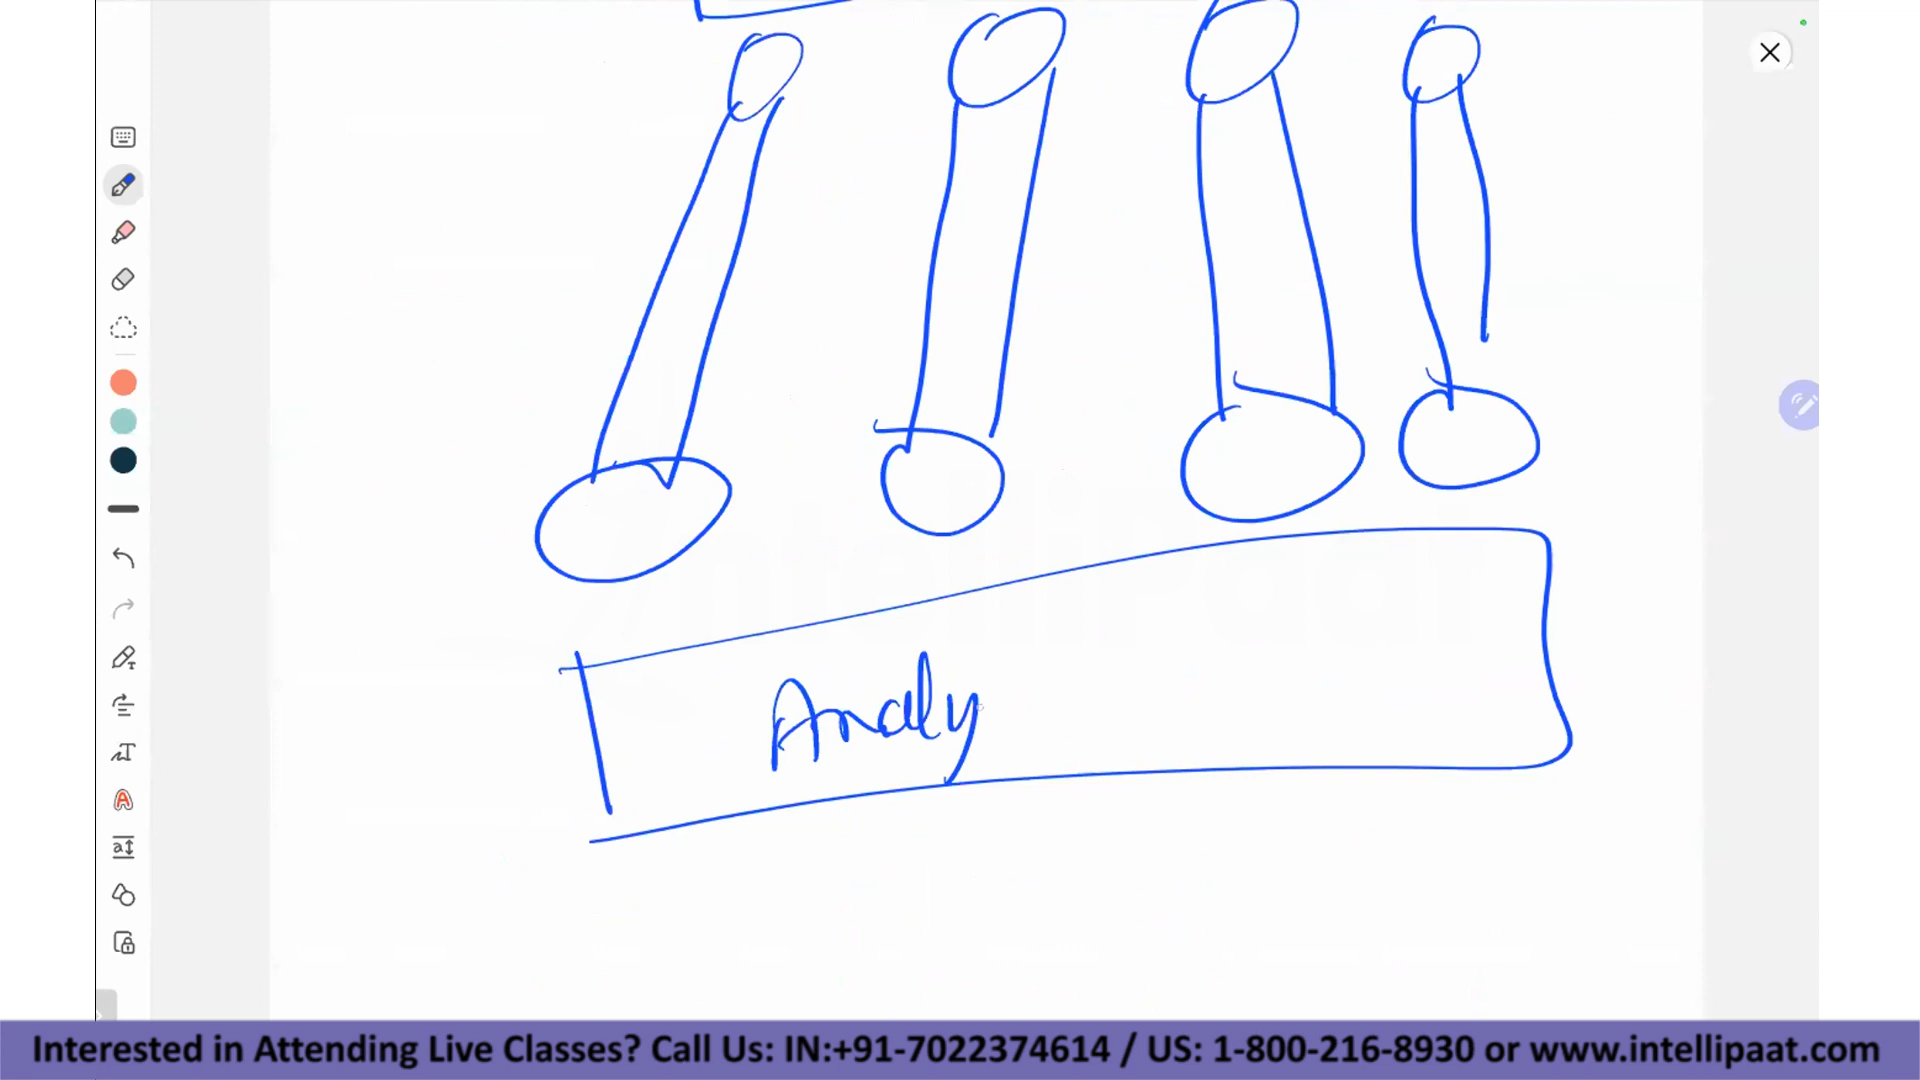 Analy
Interested in Attending Live Classes? Call Us: IN:+91-7022374614 / US: 1-800-216-8930 or www.intellipaat.com